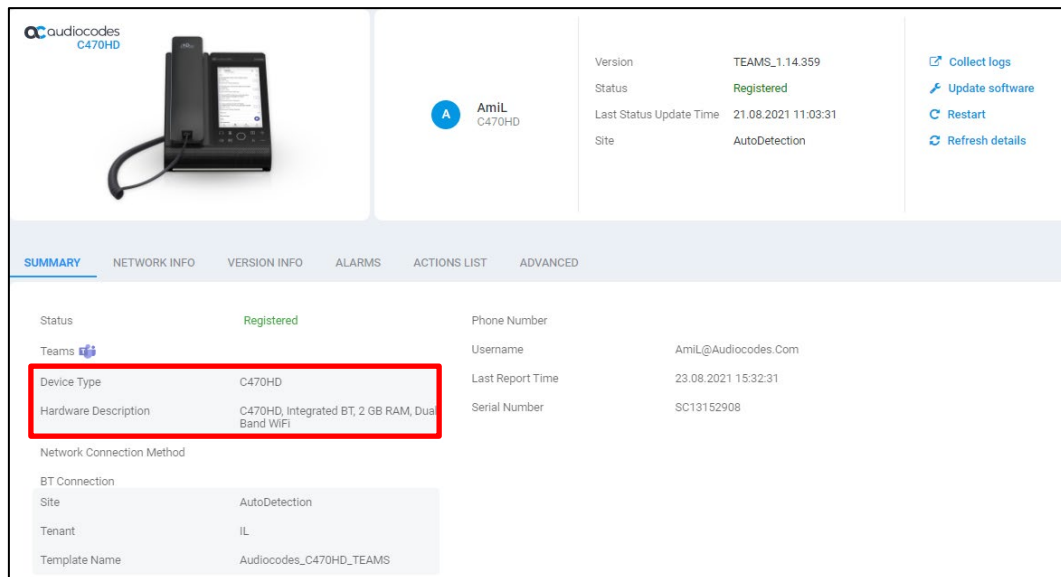 audiocodes
C470HD
A
AmiL
C470HD
Version TEAMS_1.14.359
Status Registered
Last Status Update Time 21.08.2021 11:03:31
Site AutoDetection
Collect logs
Update software
Restart
Refresh details
SUMMARY NETWORK INFO VERSION INFO ALARMS ACTIONS LIST ADVANCED
Status Registered
Teams
Device Type C470HD
Hardware Description C470HD, Integrated BT, 2 GB RAM, Dual
Band WiFi
Network Connection Method
BT Connection
Site AutoDetection
Tenant IL
Template Name Audiocodes_C470HD_TEAMS
Phone Number
Username AmiL@Audiocodes.Com
Last Report Time 23.08.2021 15:32:31
Serial Number SC13152908